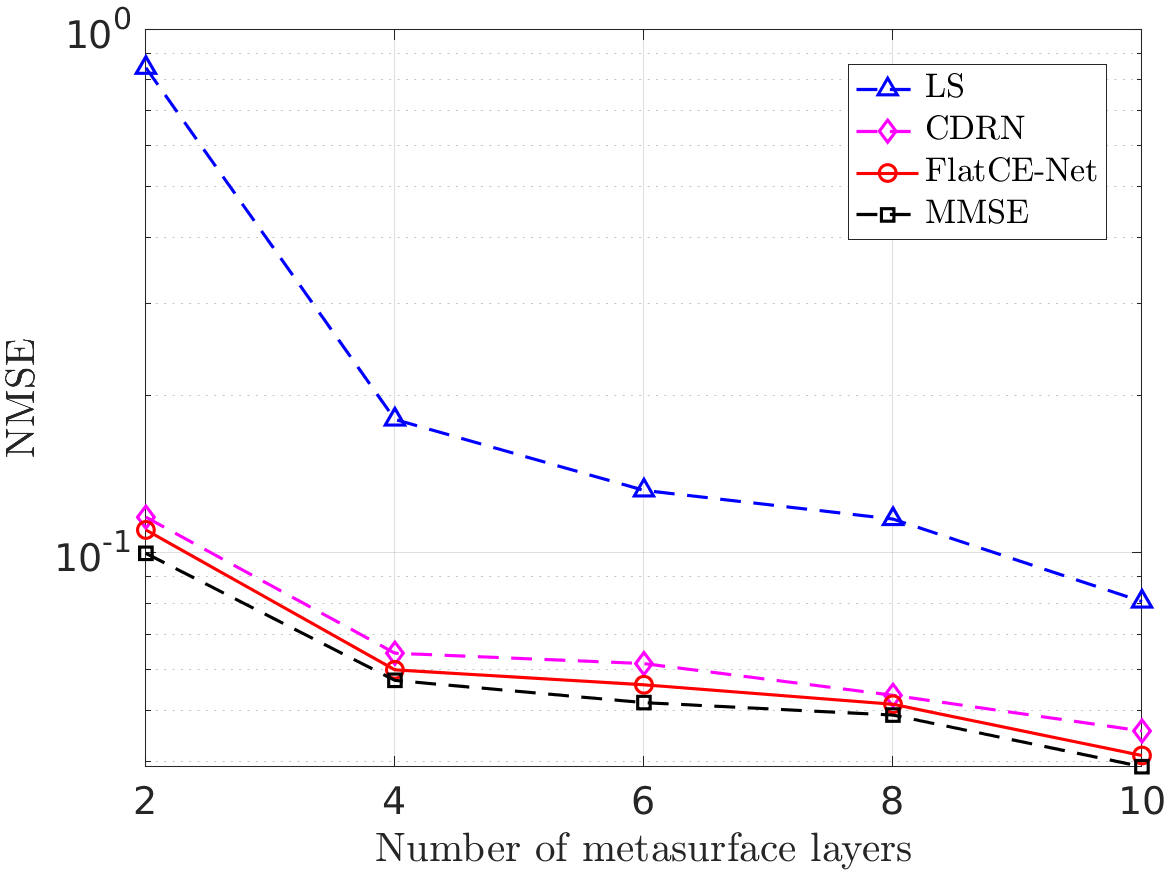 10^0
10^-1
NMSE
LS
CDRN
FlatCE-Net
MMSE
2 4 6 8 10
Number of metasurface layers